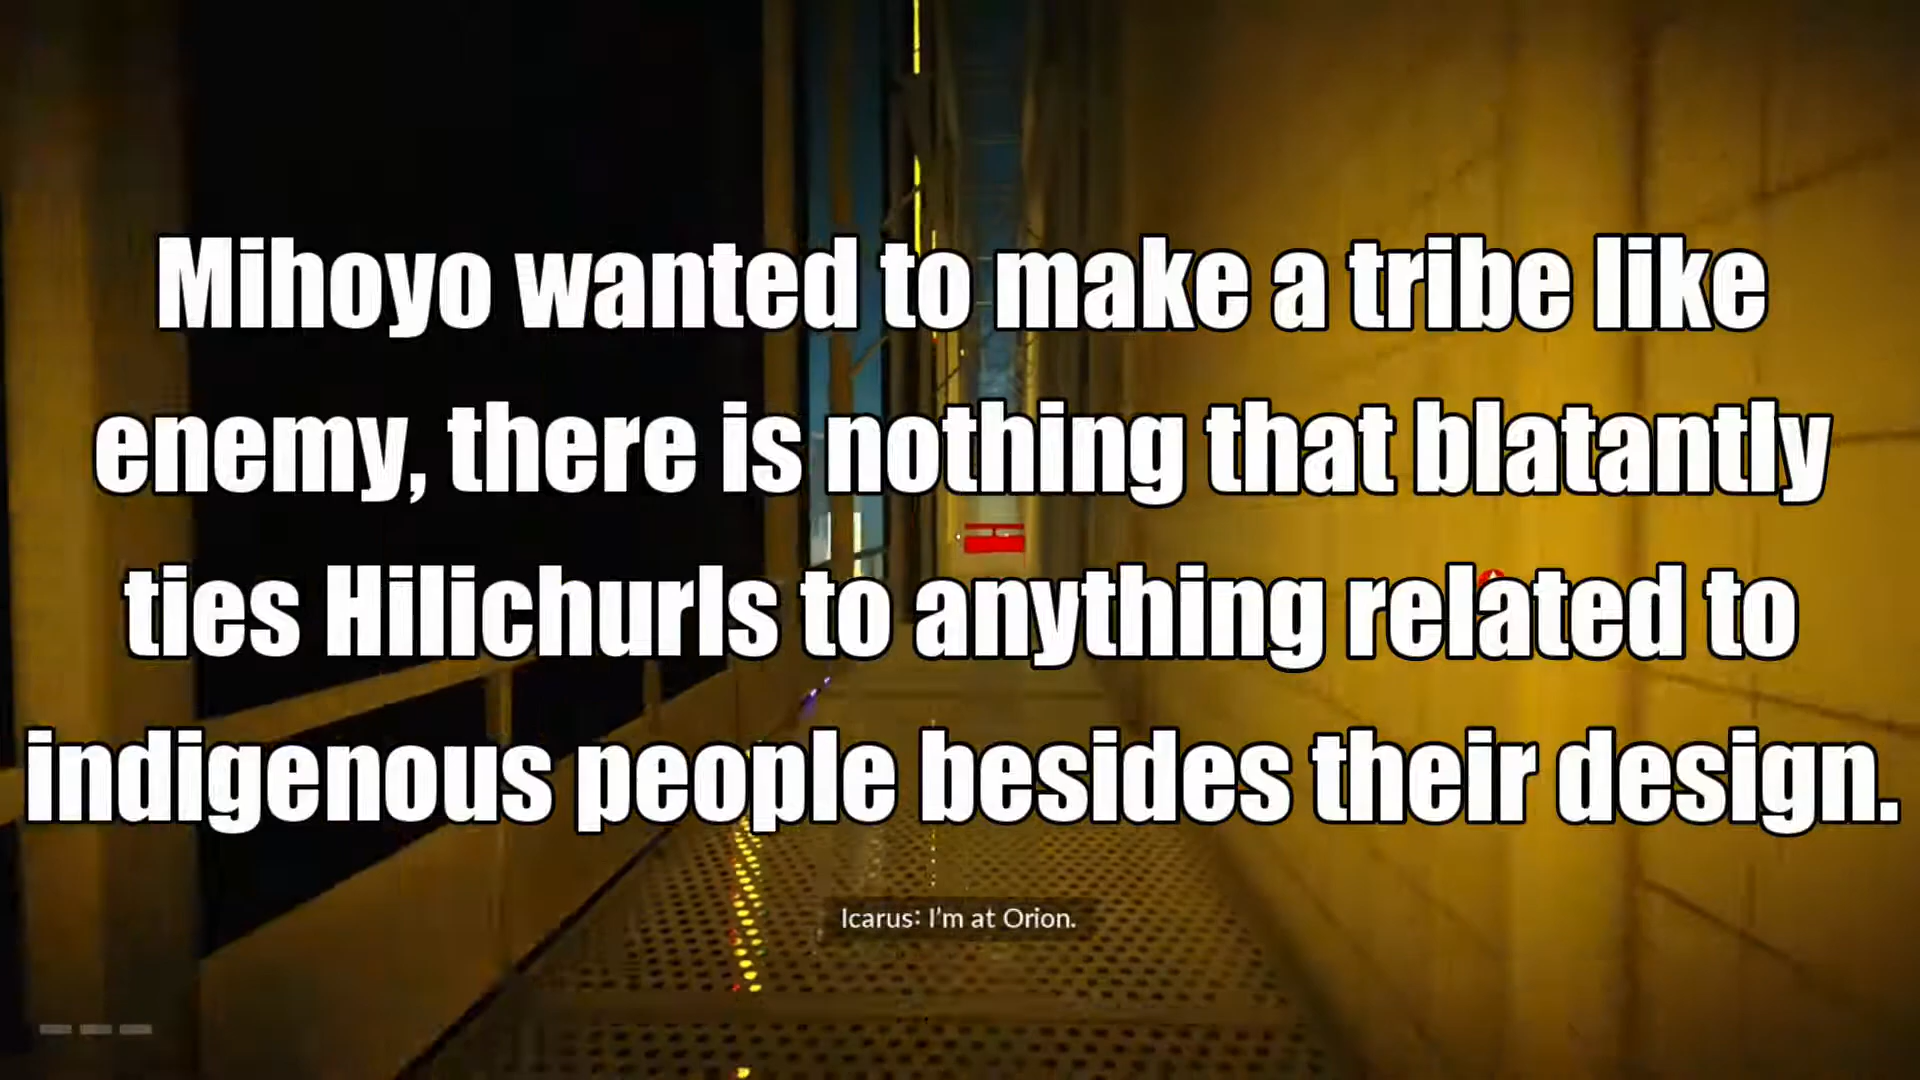 Mihoyo wanted to make a tribe like
enemy, there is nothing that blatantly
ties Hilichurls to anything related to
indigenous people besides their design.
Icarus: I'm at Orion.